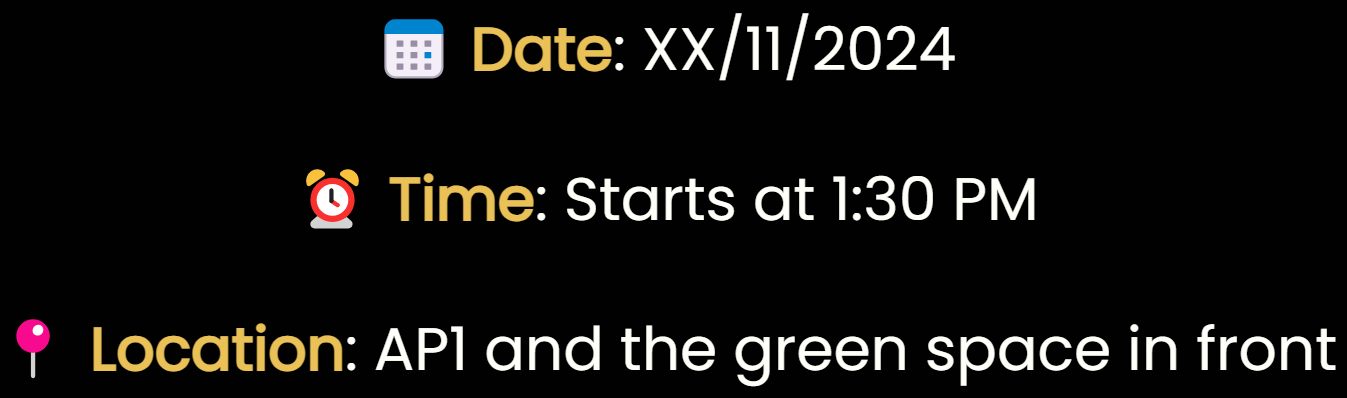 Date: XX/11/2024
Time: Starts at 1:30 PM
Location: AP1 and the green space in front